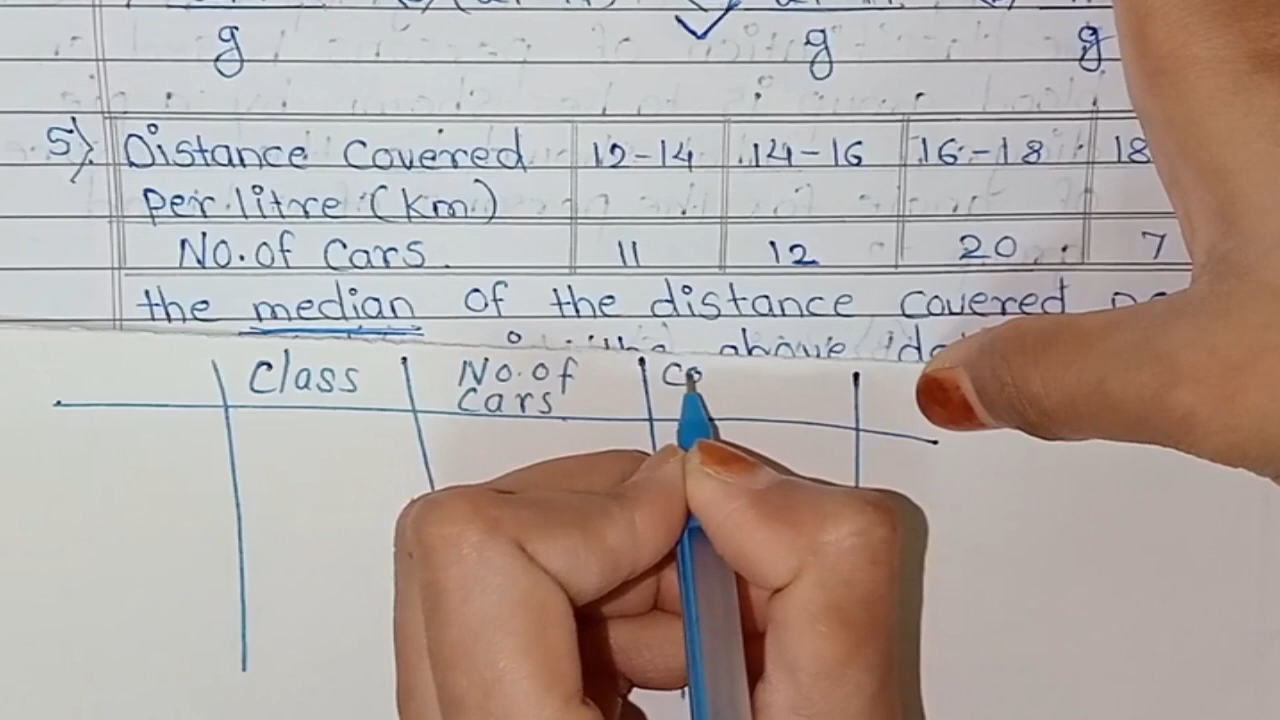 g g g
5) Distance Covered 12-14 14-16 16-18 18
per litre (km)
No. of Cars 11 12 20 7
the median of the distance covered
above
Class No. of Cars Co